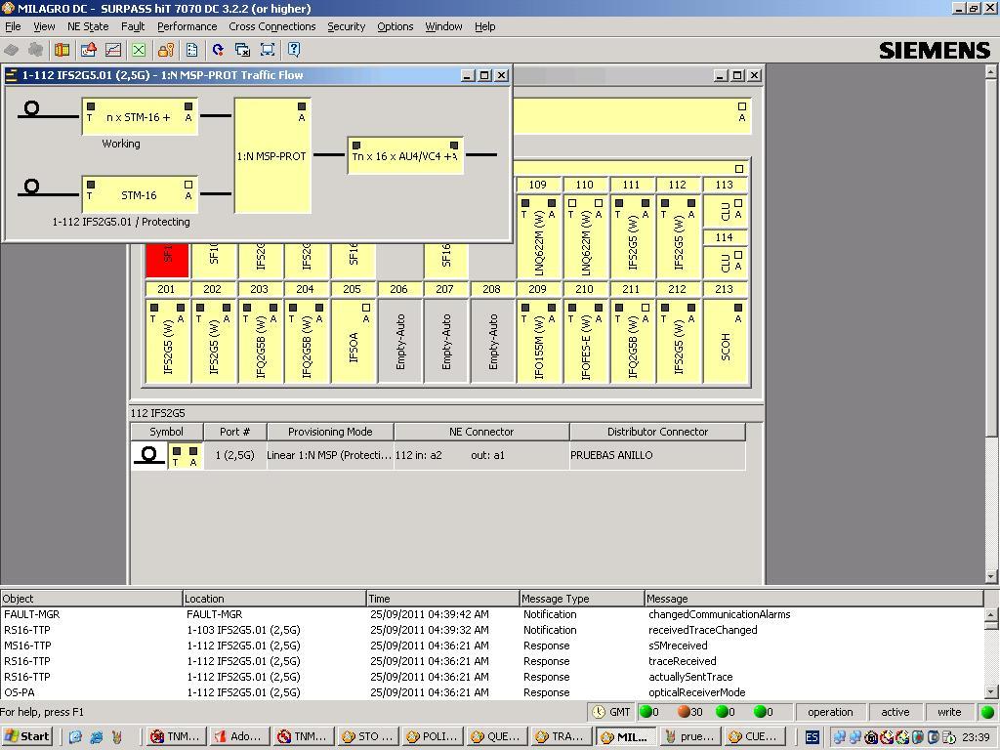 MILAGRO DC - SURPASS hiT 7070 DC 3.2.2 (or higher)
File View NE State Fault Performance Cross Connections Security Options Window Help
SIEMENS
1-112 IFS2G5.01 (2,5G) - 1:N MSP-PROT Traffic Flow
T n x STM-16 + A
Working
A
1:N MSP-PROT
Tn x 16 x AU4/VC4 +A
T STM-16 A
1-112 IFS2G5.01 / Protecting
A
109 110 111 112 113
T A T A T A T A CLU A
LNQ622M (W) LNQ622M (W) IFS2G5 (W) IFS2G5 (W)
114
CLU A
201 202 203 204 205 206 207 208 209 210 211 212 213
T A T A T A T A A T A T A T A T A A
IFS2G5 (W) IFS2G5 (W) IFQ2G5B (W) IFQ2G5B (W) IFSOA Empty-Auto Empty-Auto Empty-Auto IFO155M (W) IFOFES-E (W) IFQ2G5B (W) IFS2G5 (W) SCOH
112 IFS2G5
Symbol Port # Provisioning Mode NE Connector Distributor Connector
T A 1 (2,5G) Linear 1:N MSP (Protecti... 112 in: a2 out: a1 PRUEBAS ANILLO
Object Location Time Message Type Message
FAULT-MGR FAULT-MGR 25/09/2011 04:39:42 AM Notification changedCommunicationAlarms
RS16-TTP 1-103 IFS2G5.01 (2,5G) 25/09/2011 04:39:32 AM Notification receivedTraceChanged
MS16-TTP 1-112 IFS2G5.01 (2,5G) 25/09/2011 04:36:21 AM Response sSMreceived
RS16-TTP 1-112 IFS2G5.01 (2,5G) 25/09/2011 04:36:21 AM Response traceReceived
RS16-TTP 1-112 IFS2G5.01 (2,5G) 25/09/2011 04:36:21 AM Response actuallySentTrace
OS-PA 1-112 IFS2G5.01 (2,5G) 25/09/2011 04:36:21 AM Response opticalReceiverMode
For help, press F1 GMT 0 30 0 0 operation active write
Start TNM... Ado... TNM... STO ... POLI... QUE... TRA... MIL... prue... CUE... ES 23:39